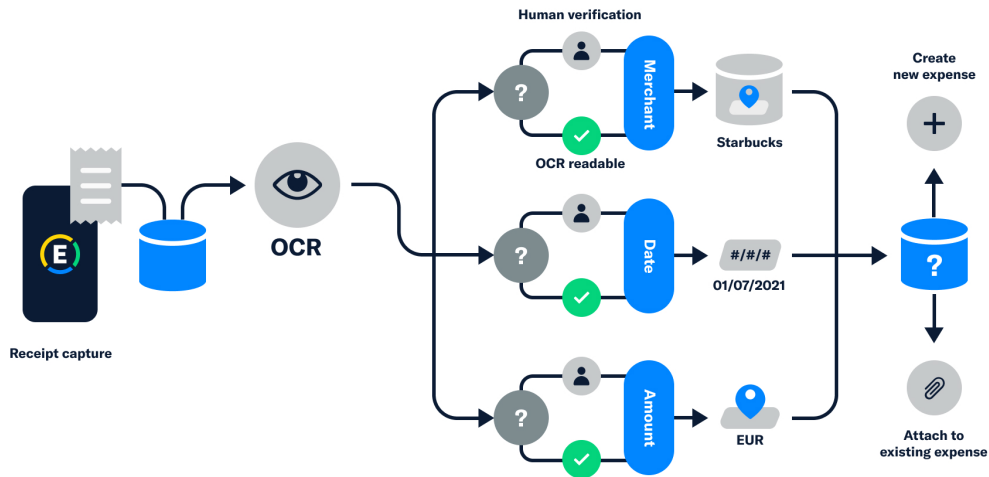 Human verification
?
Merchant
Starbucks
OCR readable
Create
new expense
E
OCR
?
Date
#/#/#
01/07/2021
?
Receipt capture
?
Amount
EUR
Attach to
existing expense